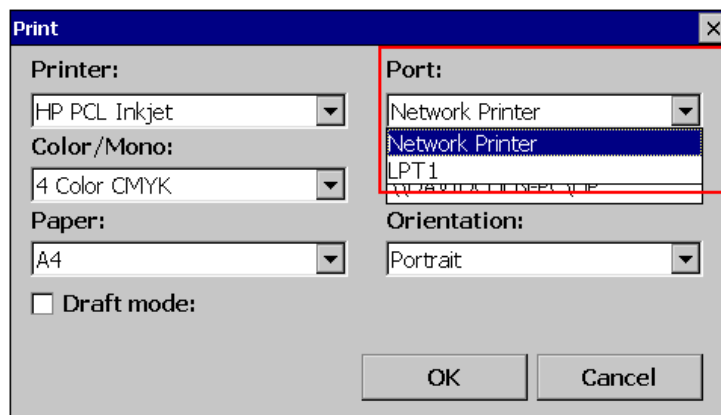 Print
Printer:
HP PCL Inkjet
Color/Mono:
4 Color CMYK
Paper:
A4
Draft mode:
Port:
Network Printer
Network Printer
LPT1
Orientation:
Portrait
OK
Cancel